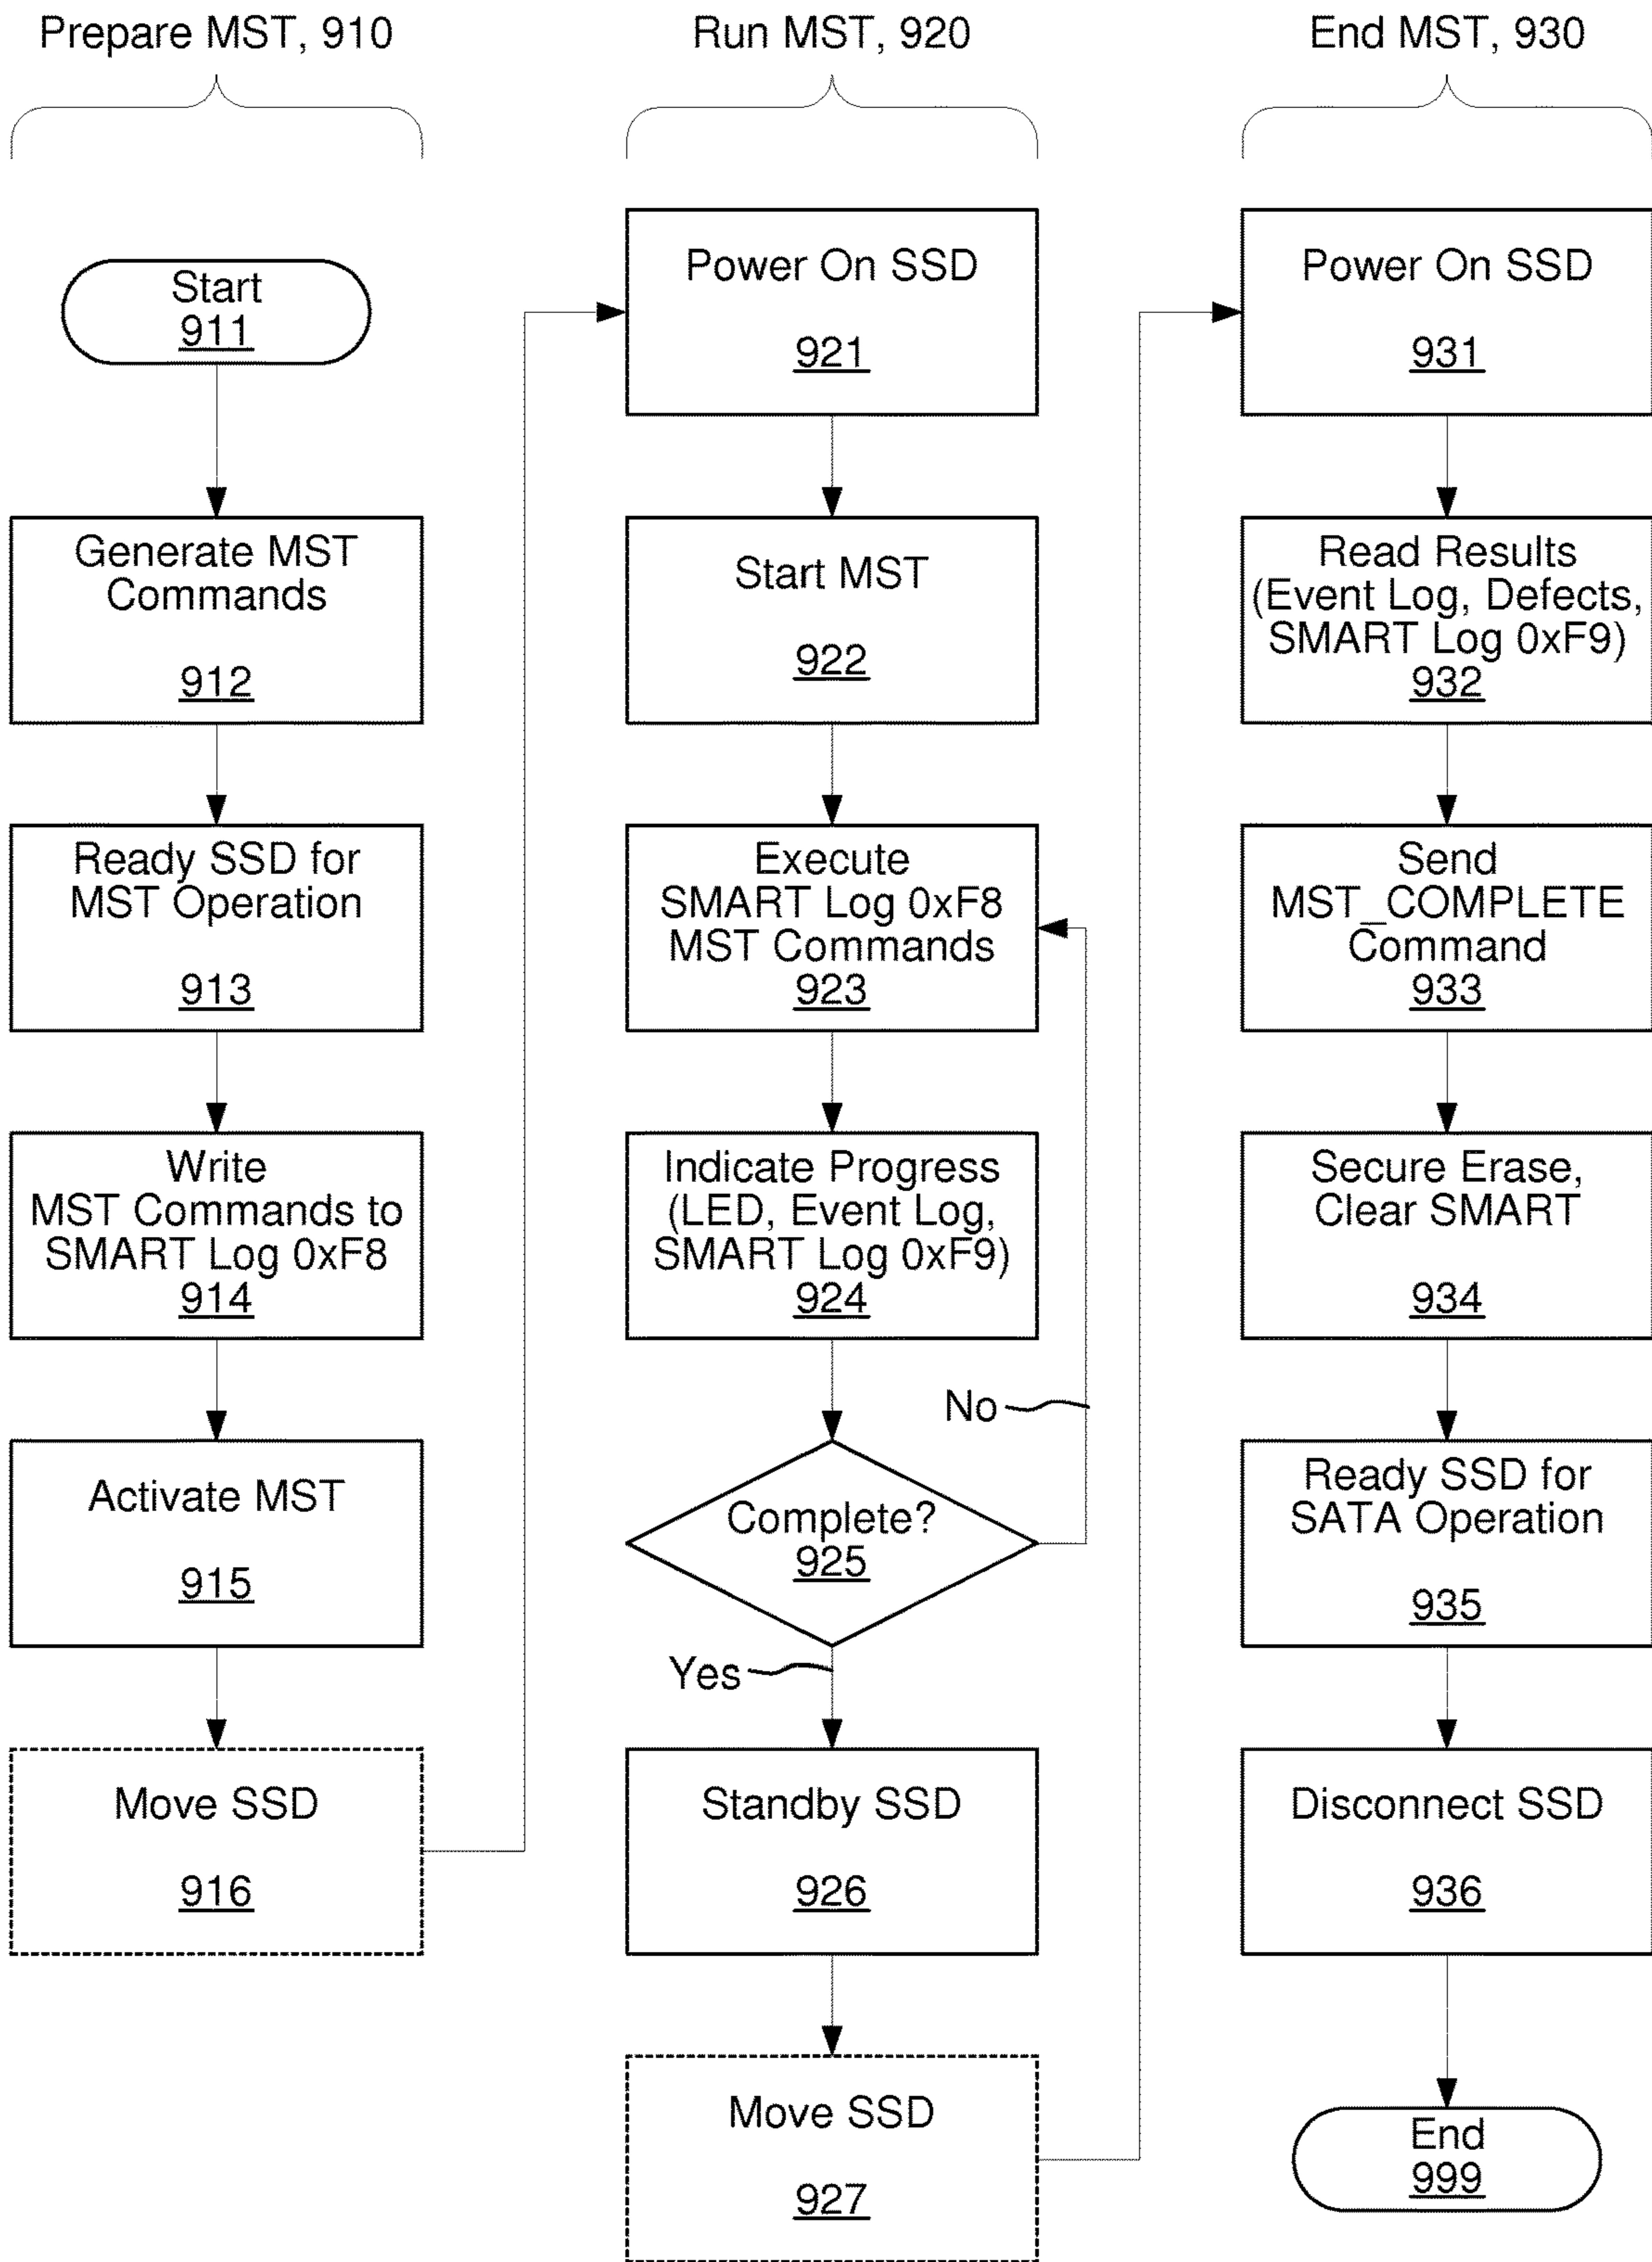 Prepare MST, 910
Start
911
Generate MST
Commands
912
Ready SSD for
MST Operation
913
Write
MST Commands to
SMART Log 0xF8
914
Activate MST
915
Move SSD
916
Run MST, 920
Power On SSD
921
Start MST
922
Execute
SMART Log 0xF8
MST Commands
923
Indicate Progress
(LED, Event Log,
SMART Log 0xF9)
924
No
Complete?
925
Yes
Standby SSD
926
Move SSD
927
End MST, 930
Power On SSD
931
Read Results
(Event Log, Defects,
SMART Log 0xF9)
932
Send
MST_COMPLETE
Command
933
Secure Erase,
Clear SMART
934
Ready SSD for
SATA Operation
935
Disconnect SSD
936
End
999